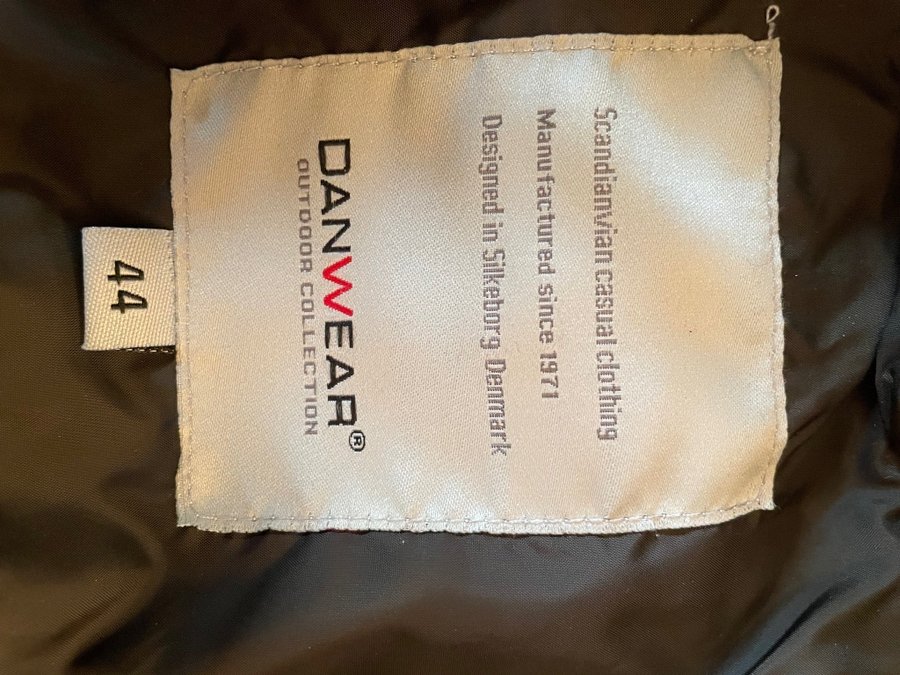 Scandianvian casual clothing
Manufactured since 1971
Designed in Silkeborg Denmark
DANWEAR®
OUTDOOR COLLECTION
44